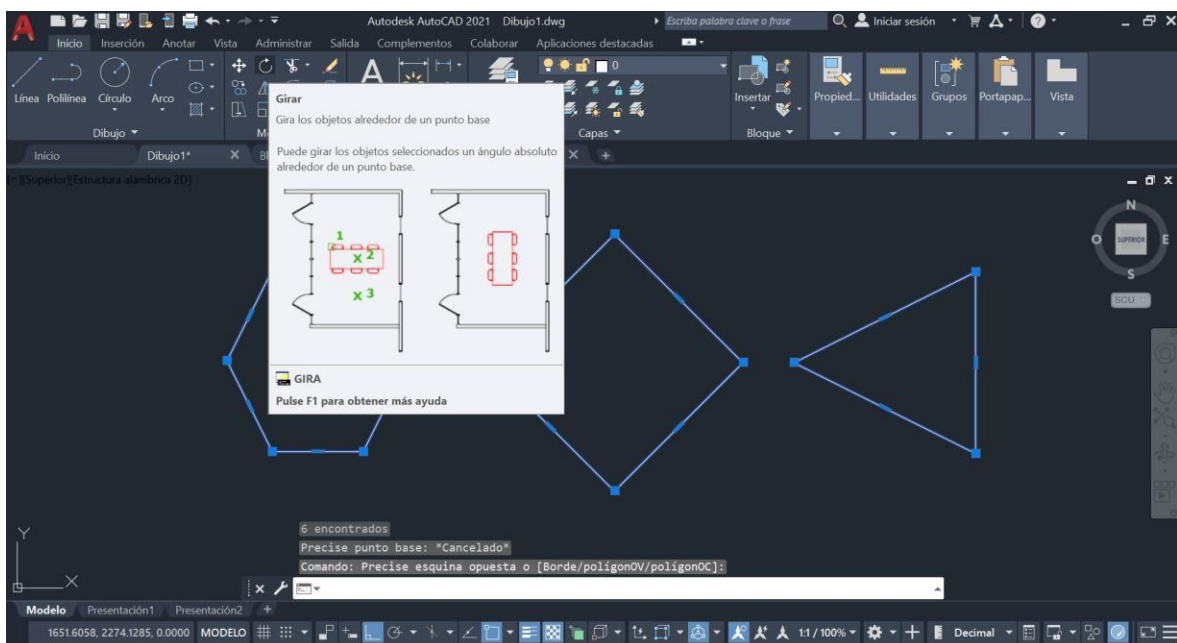 Autodesk AutoCAD 2021 Dibujo1.dwg Escriba palabra clave o frase Iniciar sesión
Inicio Inserción Anotar Vista Administrar Salida Complementos Colaborar Aplicaciones destacadas
A 0
Línea Polilínea Círculo Arco Insertar Propied... Utilidades Grupos Portapap... Vista
Dibujo Capas Bloque
Inicio Dibujo1*
Girar
Gira los objetos alrededor de un punto base
Puede girar los objetos seleccionados un ángulo absoluto
alrededor de un punto base.
1
2
3
GIRA
Pulse F1 para obtener más ayuda
[−][Superior][Estructura alámbrica 2D]
N
O SUPERIOR E
S
SCU
6 encontrados
Precise punto base: *Cancelado*
Comando: Precise esquina opuesta o [Borde/polígonOV/polígonOC]:
Y
X
Modelo Presentación1 Presentación2 +
1651.6058, 2274.1285, 0.0000 MODELO 1:1 / 100% Decimal